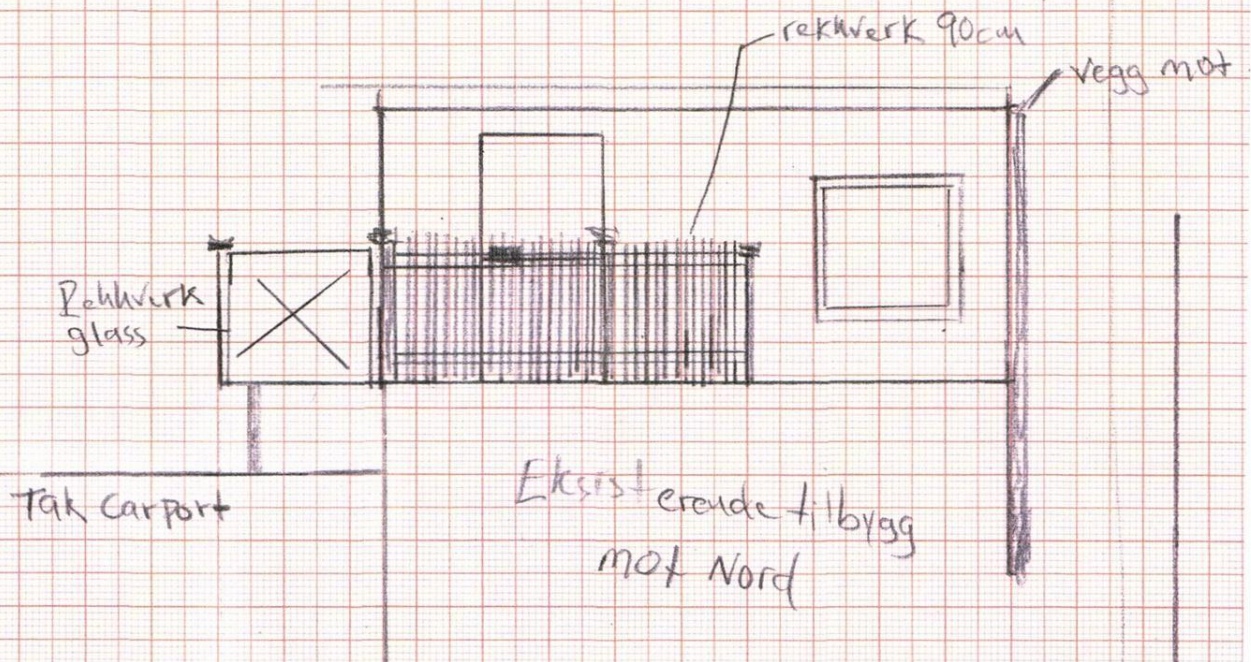 rekkverk 90cm
vegg mot
Rekkverk
glass
Tak carport
Eksisterende tilbygg
mot Nord